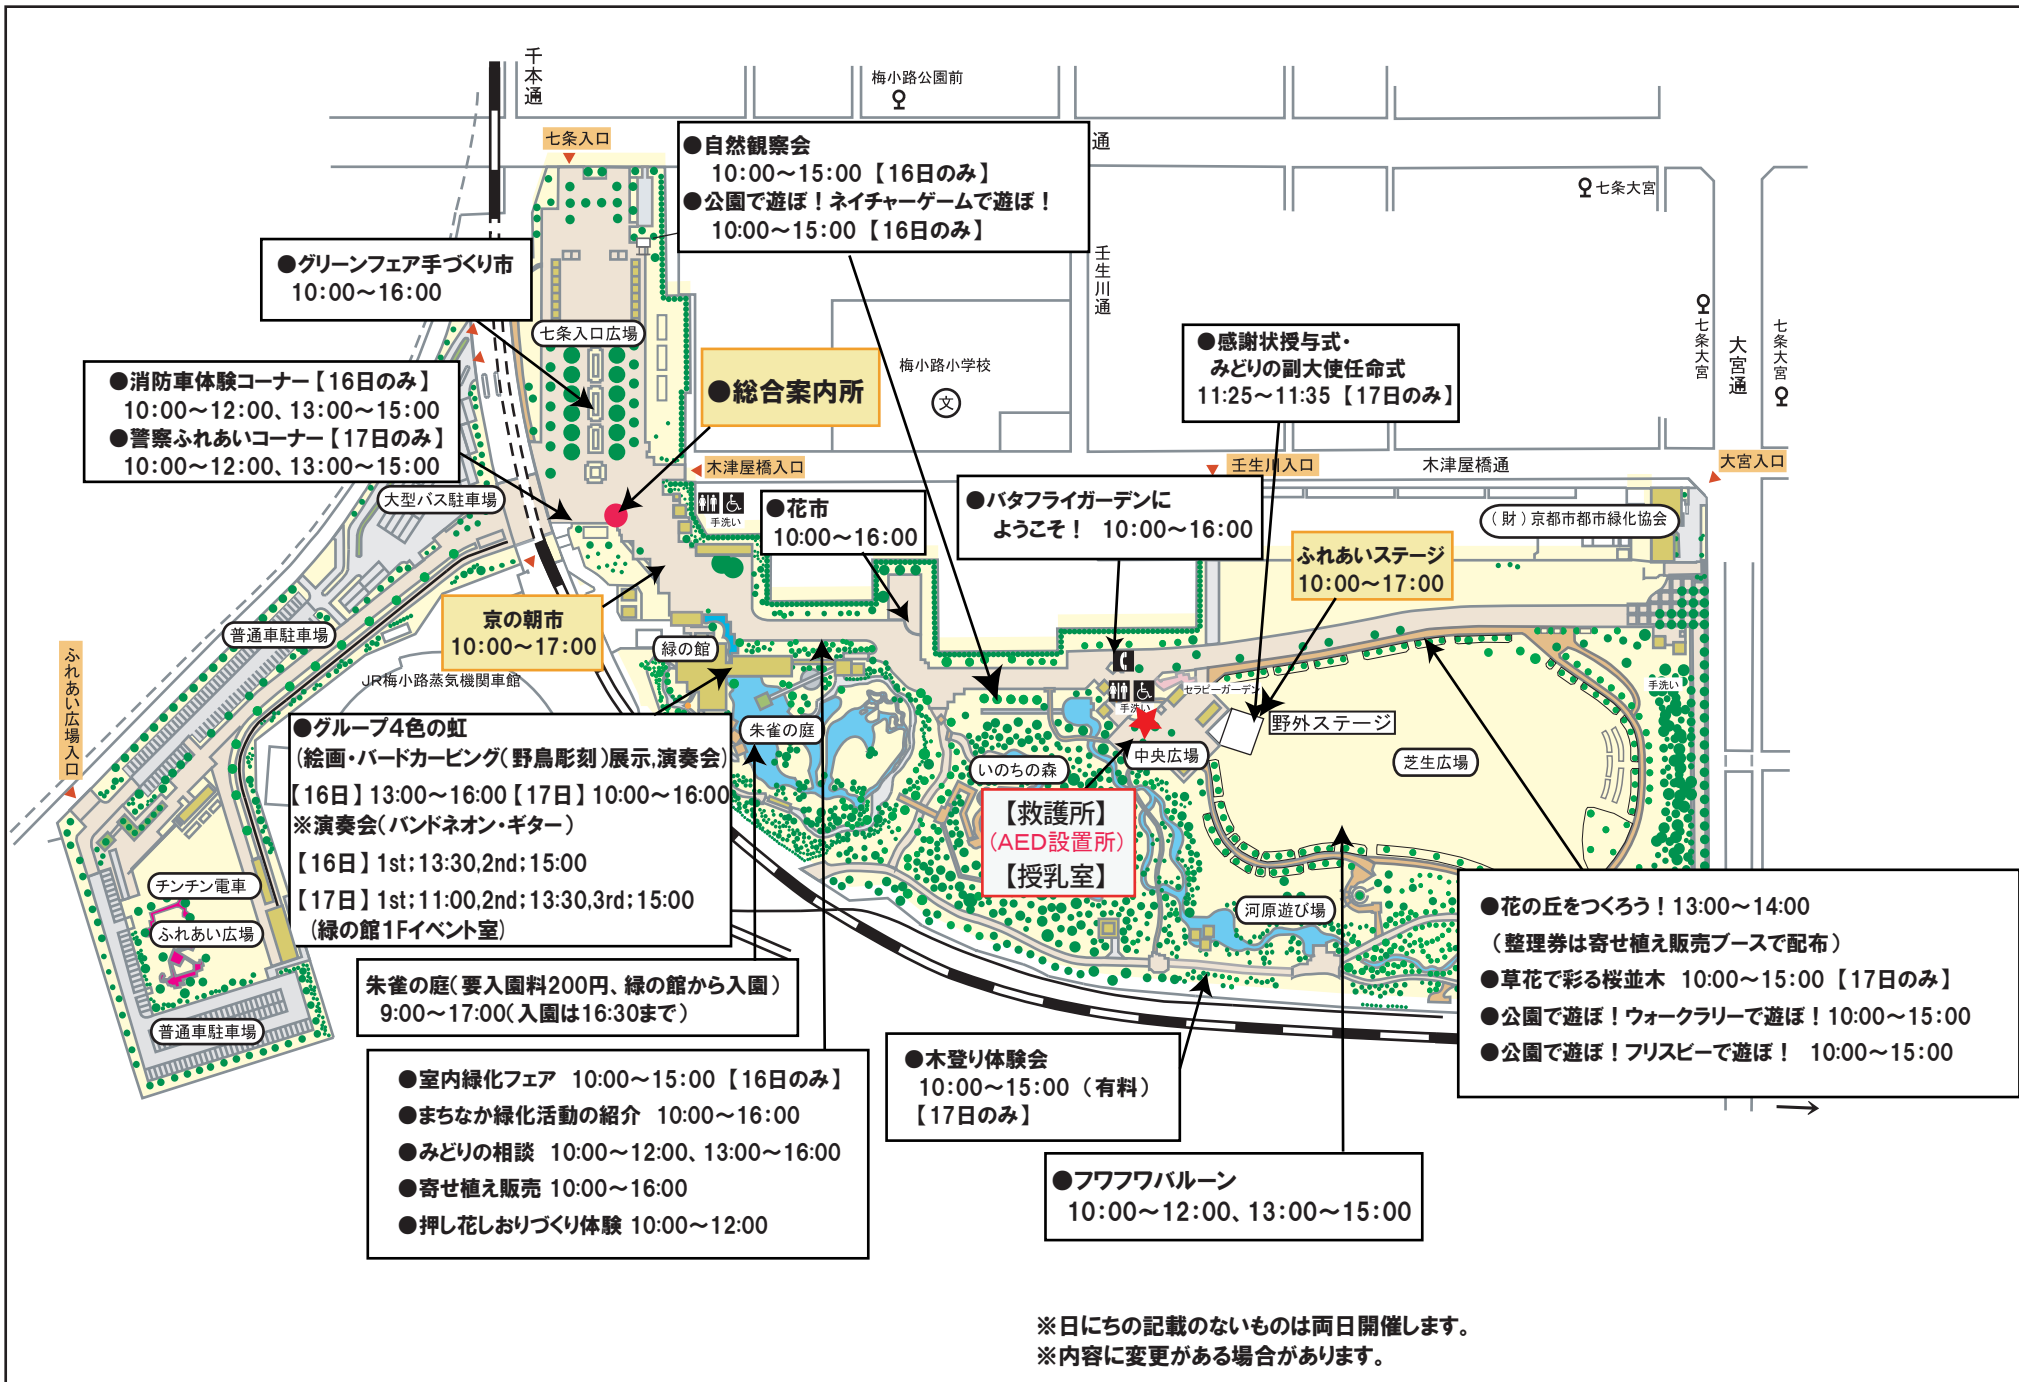 千本通
梅小路公園前
七条入口
通
●自然観察会
10:00～15:00【16日のみ】
●公園で遊ぼ！ネイチャーゲームで遊ぼ！
10:00～15:00【16日のみ】
七条大宮
●グリーンフェア手づくり市
10:00～16:00
壬生川通
七条入口広場
七条大宮
大宮通
七条大宮
●感謝状授与式・
みどりの副大使任命式
11:25～11:35【17日のみ】
梅小路小学校
文
●総合案内所
●消防車体験コーナー【16日のみ】
10:00～12:00、13:00～15:00
●警察ふれあいコーナー【17日のみ】
10:00～12:00、13:00～15:00
木津屋橋入口
壬生川入口
木津屋橋通
大宮入口
大型バス駐車場
手洗い
●花市
10:00～16:00
●バタフライガーデンに
ようこそ！ 10:00～16:00
（財）京都市都市緑化協会
ふれあいステージ
10:00～17:00
京の朝市
10:00～17:00
普通車駐車場
緑の館
ふれあい広場入口
JR梅小路蒸気機関車館
セラピーガーデン
手洗い
手洗い
野外ステージ
朱雀の庭
中央広場
芝生広場
いのちの森
●グループ4色の虹
（絵画・バードカービング（野鳥彫刻）展示,演奏会）
【16日】13:00～16:00【17日】10:00～16:00
※演奏会（バンドネオン・ギター）
【16日】1st;13:30,2nd;15:00
【17日】1st;11:00,2nd;13:30,3rd;15:00
（緑の館1Fイベント室）
【救護所】
（AED設置所）
【授乳室】
チンチン電車
ふれあい広場
普通車駐車場
河原遊び場
●花の丘をつくろう！13:00～14:00
（整理券は寄せ植え販売ブースで配布）
●草花で彩る桜並木 10:00～15:00【17日のみ】
●公園で遊ぼ！ウォークラリーで遊ぼ！10:00～15:00
●公園で遊ぼ！フリスビーで遊ぼ！ 10:00～15:00
朱雀の庭（要入園料200円、緑の館から入園）
9:00～17:00（入園は16:30まで）
●室内緑化フェア 10:00～15:00【16日のみ】
●まちなか緑化活動の紹介 10:00～16:00
●みどりの相談 10:00～12:00、13:00～16:00
●寄せ植え販売 10:00～16:00
●押し花しおりづくり体験 10:00～12:00
●木登り体験会
10:00～15:00（有料）
【17日のみ】
●フワフワバルーン
10:00～12:00、13:00～15:00
※日にちの記載のないものは両日開催します。
※内容に変更がある場合があります。